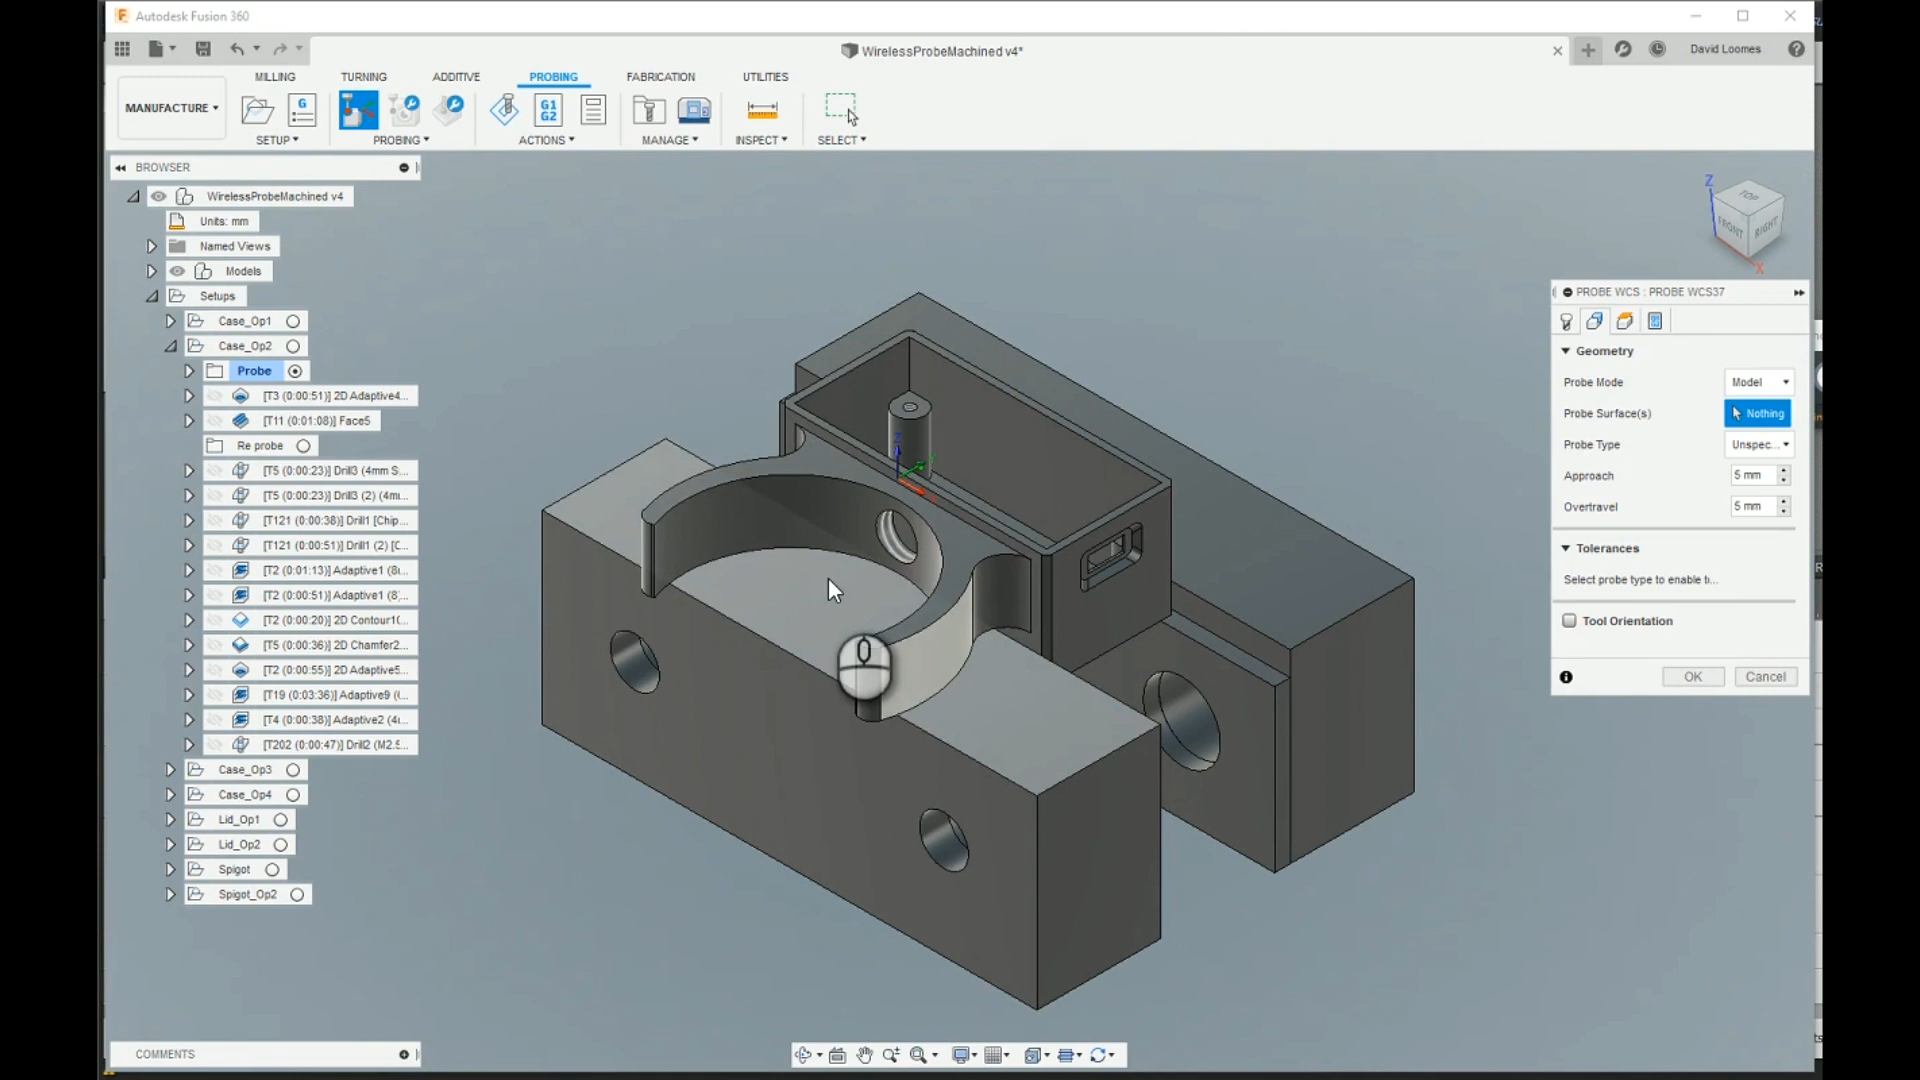 Autodesk Fusion 360
WirelessProbeMachined v4*
David Loomes
MANUFACTURE
MILLING
TURNING
ADDITIVE
PROBING
FABRICATION
UTILITIES
G
G1
G2
SETUP
PROBING
ACTIONS
MANAGE
INSPECT
SELECT
BROWSER
WirelessProbeMachined v4
Units: mm
Named Views
Models
Setups
Case_Op1
Case_Op2
Probe
[T3 (0:00:51)] 2D Adaptive4...
[T11 (0:01:08)] Face5
Re probe
[T5 (0:00:23)] Drill3 (4mm S...
[T5 (0:00:23)] Drill3 (2) (4mi...
[T121 (0:00:38)] Drill1 [Chip...
[T121 (0:00:51)] Drill1 (2) [C...
[T2 (0:01:13)] Adaptive1 (8i...
[T2 (0:00:51)] Adaptive1 (8...
[T2 (0:00:20)] 2D Contour1(...
[T5 (0:00:36)] 2D Chamfer2...
[T2 (0:00:55)] 2D Adaptive5...
[T19 (0:03:36)] Adaptive9 (...
[T4 (0:00:38)] Adaptive2 (4i...
[T202 (0:00:47)] Drill2 (M2.5...
Case_Op3
Case_Op4
Lid_Op1
Lid_Op2
Spigot
Spigot_Op2
COMMENTS
Z
TOP
FRONT
RIGHT
X
PROBE WCS : PROBE WCS37
Geometry
Probe Mode
Model
Probe Surface(s)
Nothing
Probe Type
Unspec...
Approach
5 mm
Overtravel
5 mm
Tolerances
Select probe type to enable t...
Tool Orientation
OK
Cancel